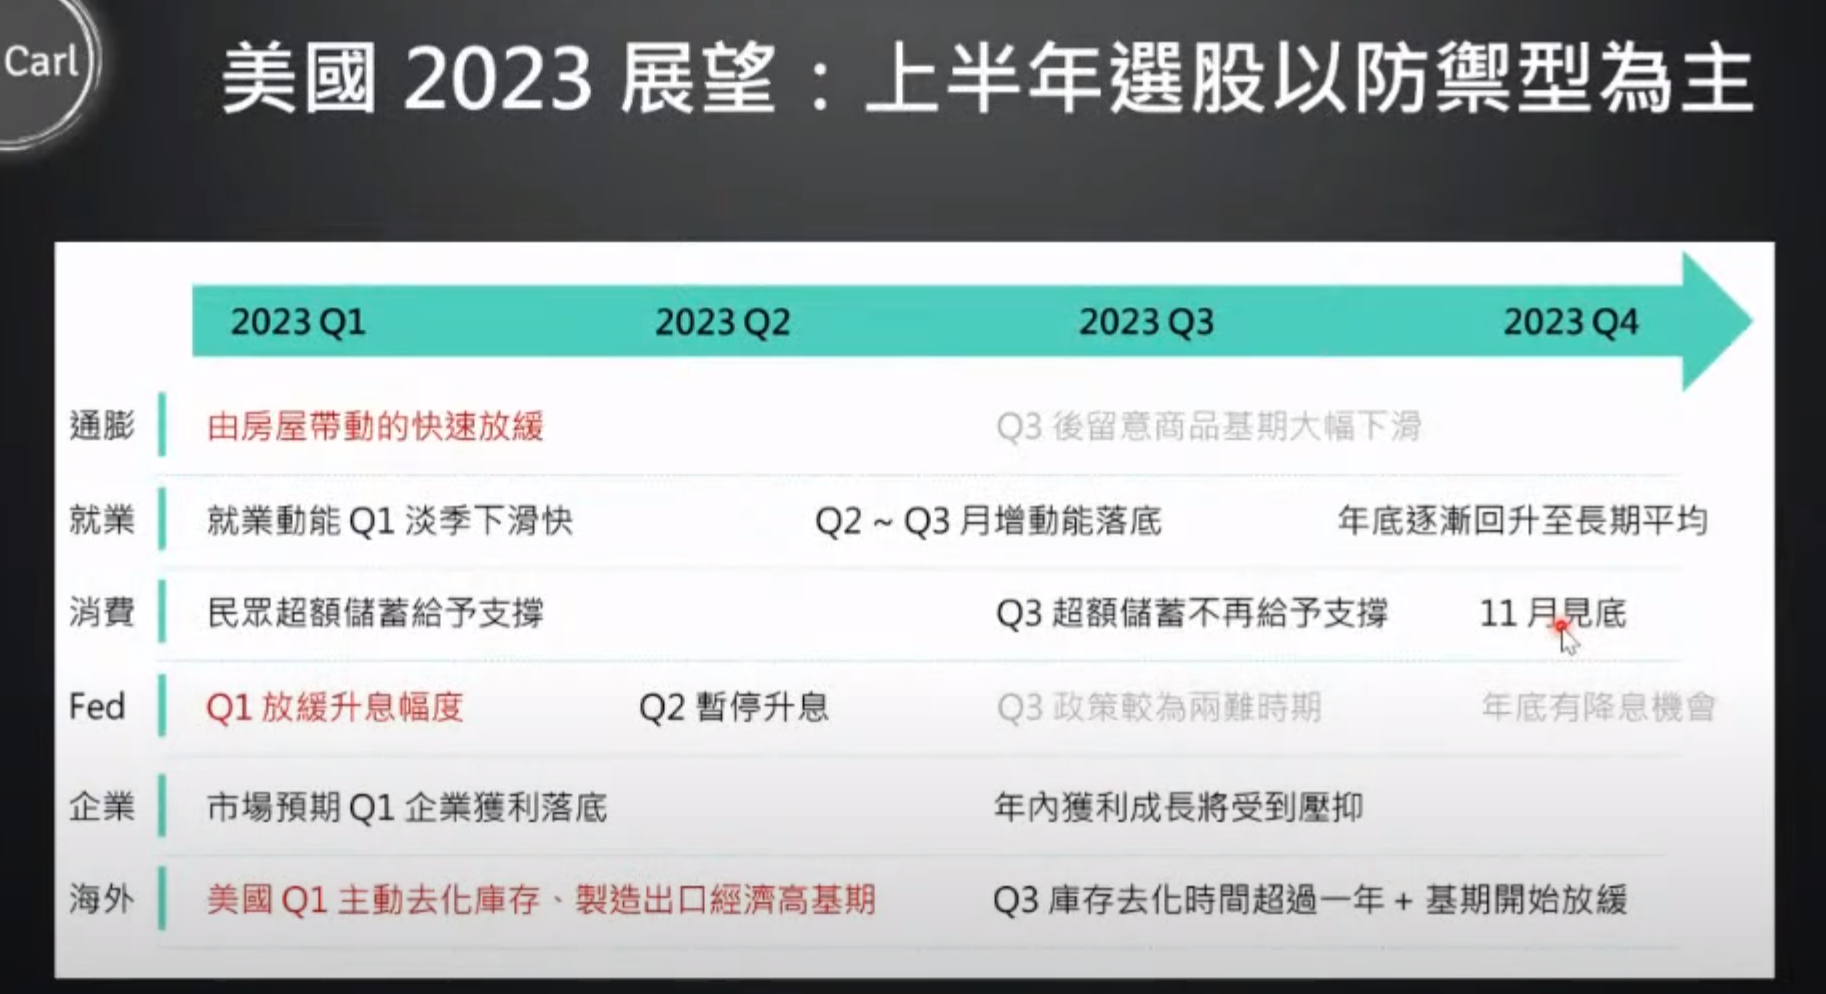 Carl
美國 2023 展望：上半年選股以防禦型為主
2023 Q1 2023 Q2 2023 Q3 2023 Q4
通膨 由房屋帶動的快速放緩 Q3 後留意商品基期大幅下滑
就業 就業動能 Q1 淡季下滑快 Q2 ~ Q3 月增動能落底 年底逐漸回升至長期平均
消費 民眾超額儲蓄給予支撐 Q3 超額儲蓄不再給予支撐 11 月見底
Fed Q1 放緩升息幅度 Q2 暫停升息 Q3 政策較為兩難時期 年底有降息機會
企業 市場預期 Q1 企業獲利落底 年內獲利成長將受到壓抑
海外 美國 Q1 主動去化庫存、製造出口經濟高基期 Q3 庫存去化時間超過一年 + 基期開始放緩